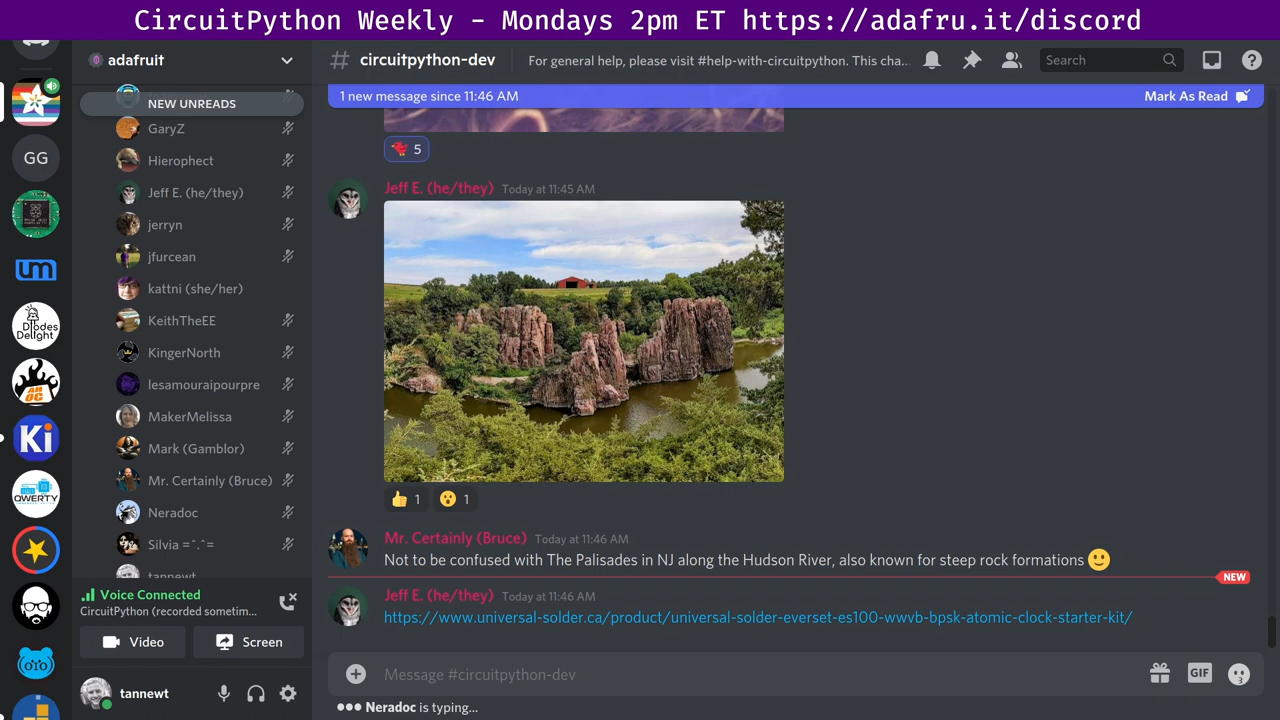 CircuitPython Weekly - Mondays 2pm ET https://adafru.it/discord
adafruit
circuitpython-dev
For general help, please visit #help-with-circuitpython. This cha...
Search
NEW UNREADS
1 new message since 11:46 AM
Mark As Read
GaryZ
5
Hierophect
Jeff E. (he/they)
Jeff E. (he/they) Today at 11:45 AM
GG
jerryn
jfurcean
um
kattni (she/her)
Diodes Delight
KeithTheEE
KingerNorth
lesamouraipourpre
MakerMelissa
Ki
Mark (Gamblor)
Mr. Certainly (Bruce)
QWERTY
1
1
Neradoc
Silvia =^.^=
tannewt
Mr. Certainly (Bruce) Today at 11:46 AM
Not to be confused with The Palisades in NJ along the Hudson River, also known for steep rock formations
NEW
Voice Connected
CircuitPython (recorded sometim...
Jeff E. (he/they) Today at 11:46 AM
https://www.universal-solder.ca/product/universal-solder-everset-es100-wwvb-bpsk-atomic-clock-starter-kit/
Video
Screen
Message #circuitpython-dev
GIF
tannewt
Neradoc is typing...